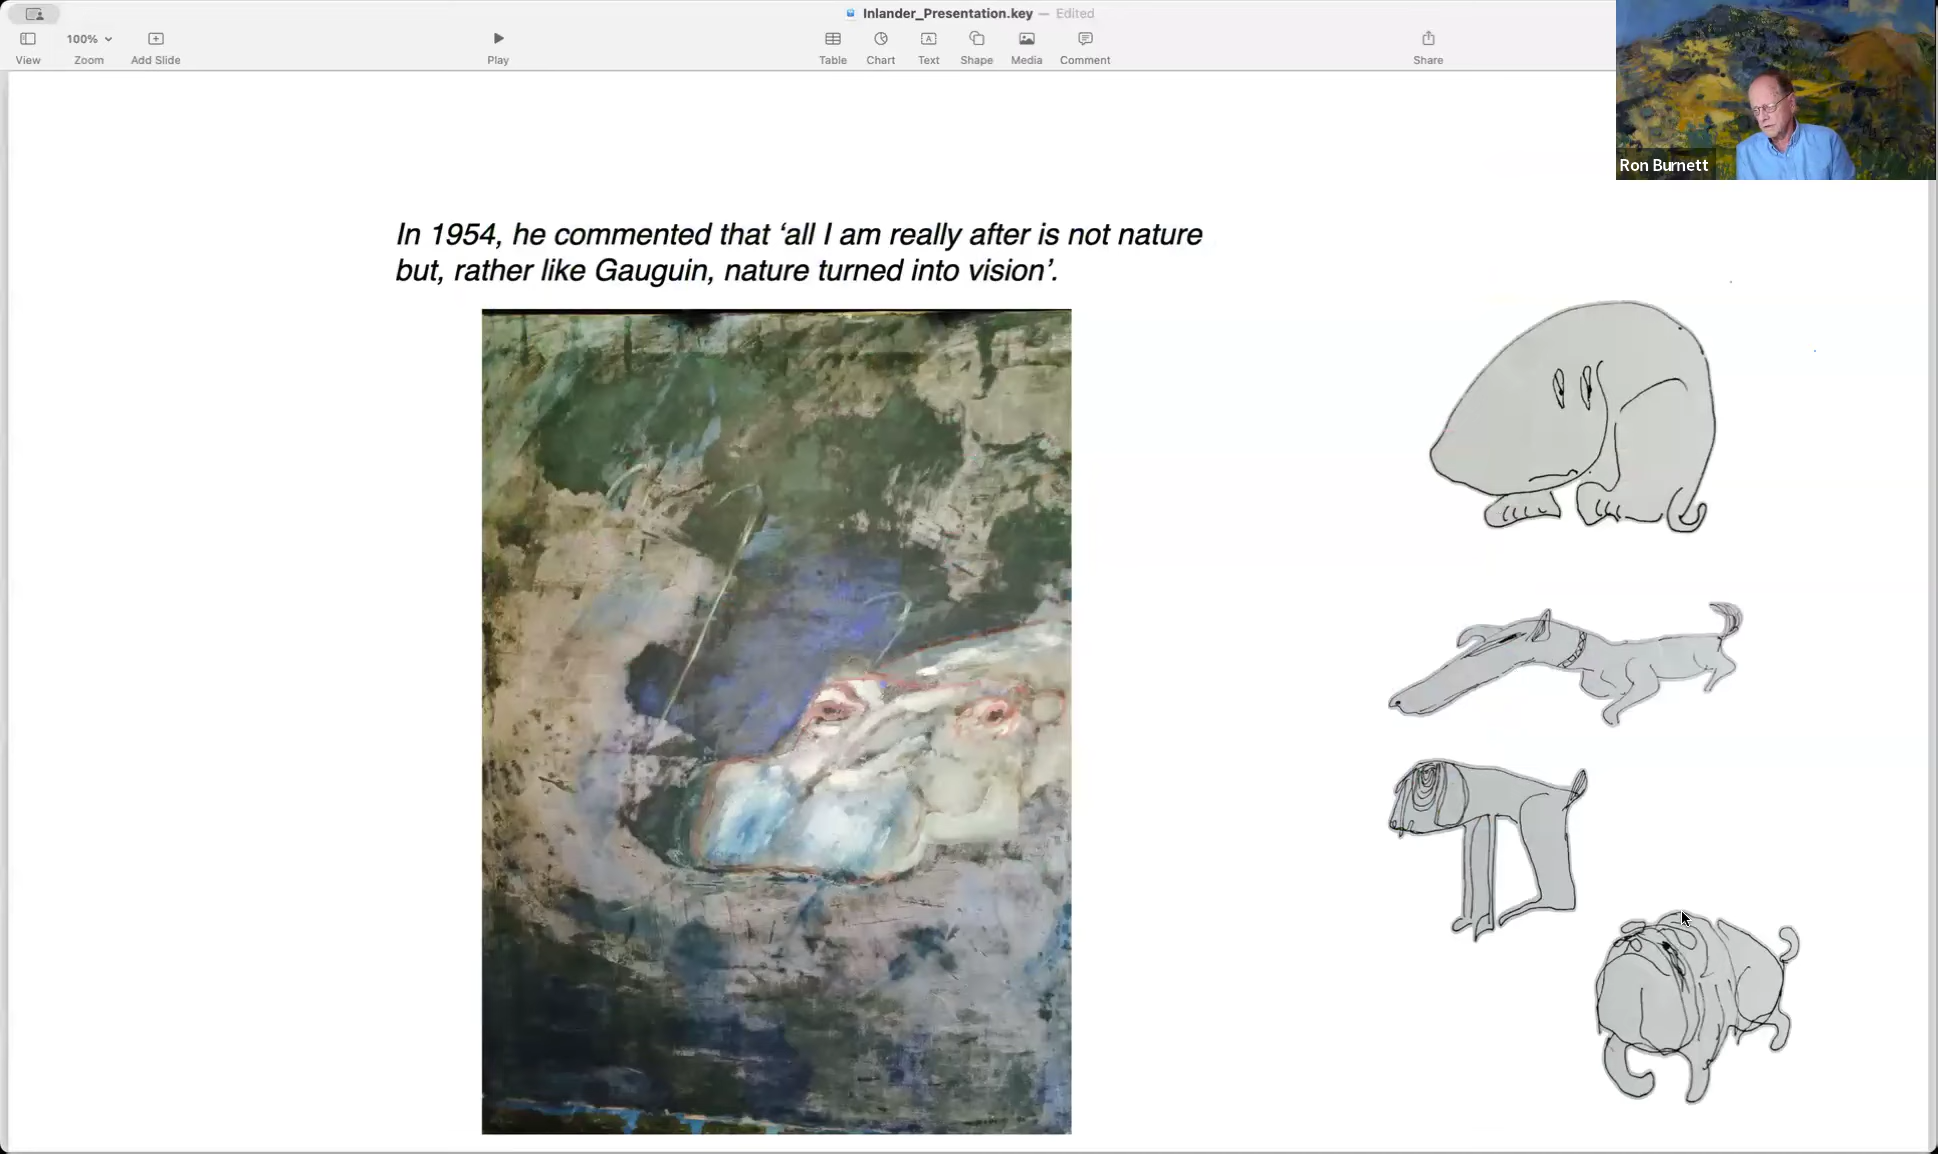 Inlander_Presentation.key — Edited
100%
View
Zoom
Add Slide
Play
Table
Chart
Text
Shape
Media
Comment
Share
Ron Burnett
In 1954, he commented that ‘all I am really after is not nature
but, rather like Gauguin, nature turned into vision’.